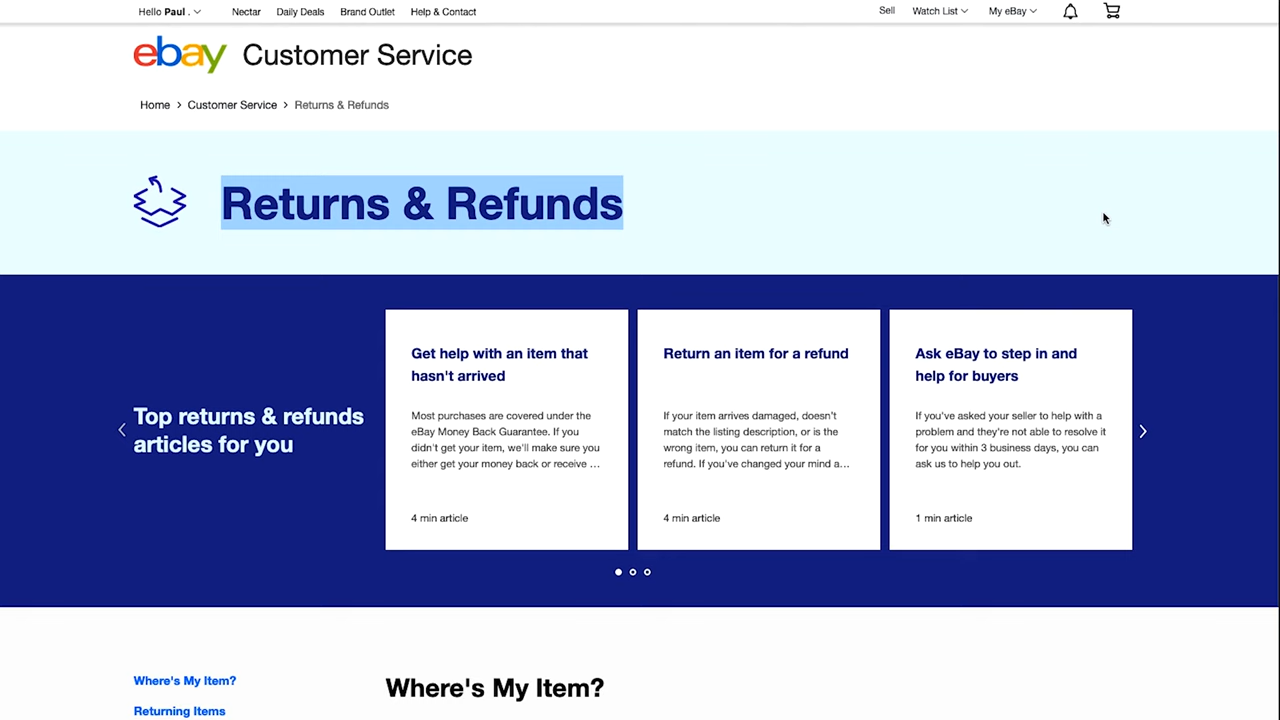 Hello Paul .
Nectar
Daily Deals
Brand Outlet
Help & Contact
Sell
Watch List
My eBay
ebay Customer Service
Home > Customer Service > Returns & Refunds
Returns & Refunds
Top returns & refunds
articles for you
Get help with an item that
hasn't arrived
Most purchases are covered under the
eBay Money Back Guarantee. If you
didn't get your item, we'll make sure you
either get your money back or receive ...
4 min article
Return an item for a refund
If your item arrives damaged, doesn't
match the listing description, or is the
wrong item, you can return it for a
refund. If you've changed your mind a...
4 min article
Ask eBay to step in and
help for buyers
If you've asked your seller to help with a
problem and they're not able to resolve it
for you within 3 business days, you can
ask us to help you out.
1 min article
Where's My Item?
Returning Items
Where's My Item?